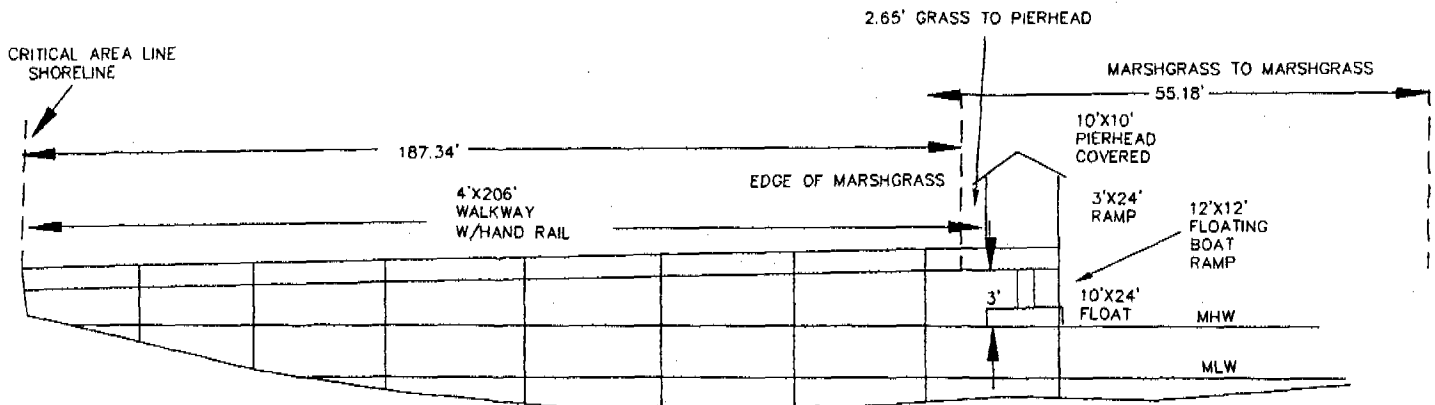 2.65' GRASS TO PIERHEAD
CRITICAL AREA LINE
SHORELINE
MARSHGRASS TO MARSHGRASS
55.18'
187.34'
10'X10'
PIERHEAD
COVERED
EDGE OF MARSHGRASS
4'X206'
WALKWAY
W/HAND RAIL
3'X24'
RAMP
12'X12'
FLOATING
BOAT
RAMP
3'
10'X24'
FLOAT
MHW
MLW